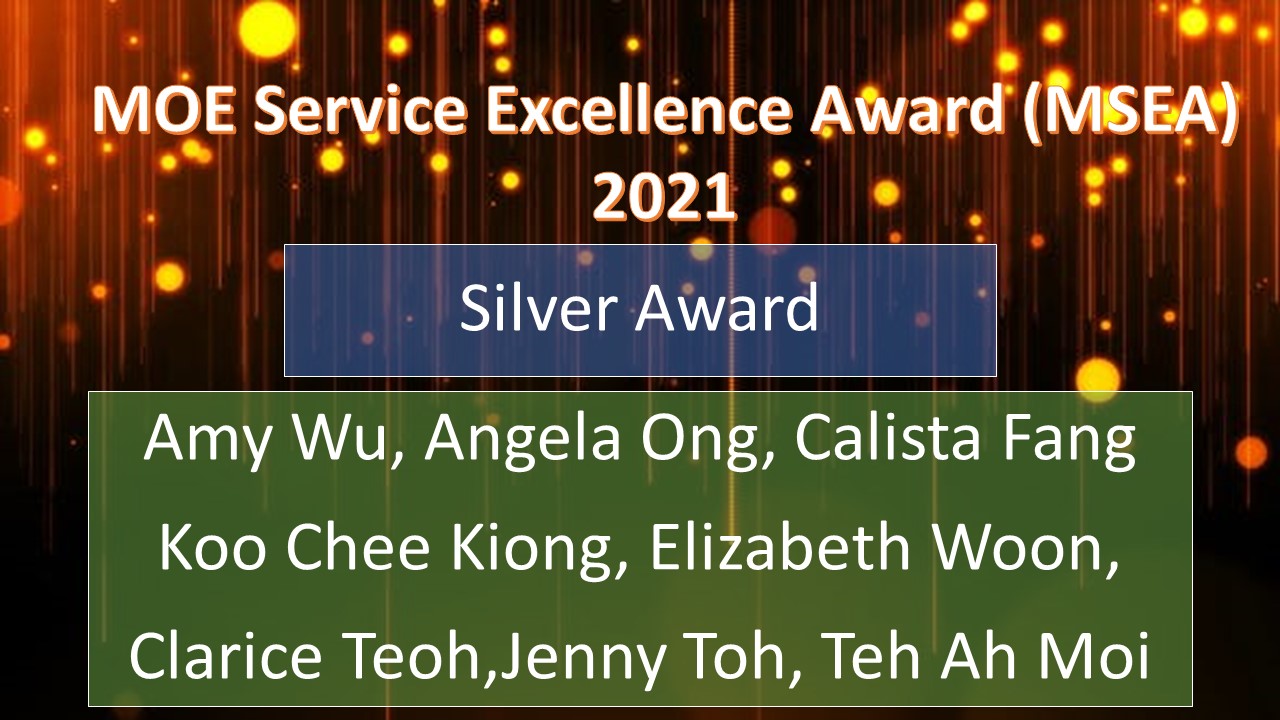 MOE Service Excellence Award (MSEA)
2021
Silver Award
Amy Wu, Angela Ong, Calista Fang
Koo Chee Kiong, Elizabeth Woon,
Clarice Teoh,Jenny Toh, Teh Ah Moi